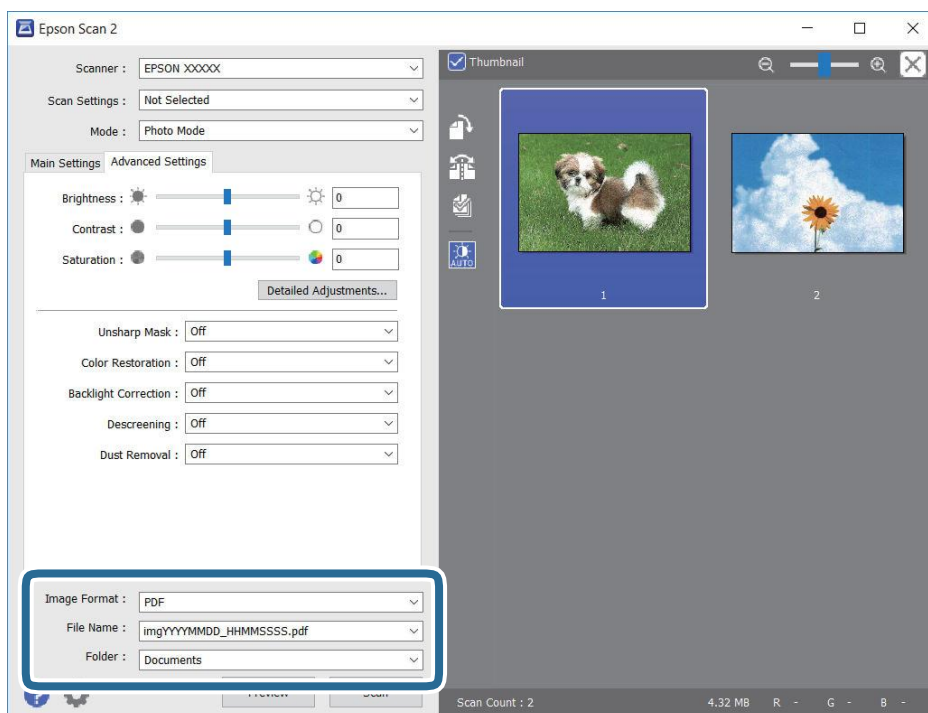 Epson Scan 2
Scanner : EPSON XXXXX
Scan Settings : Not Selected
Mode : Photo Mode
Main Settings Advanced Settings
Brightness : 0
Contrast : 0
Saturation : 0
Detailed Adjustments...
Unsharp Mask : Off
Color Restoration : Off
Backlight Correction : Off
Descreening : Off
Dust Removal : Off
Image Format : PDF
File Name : imgYYYYMMDD_HHMMSSSS.pdf
Folder : Documents
Preview Scan
Thumbnail
AUTO
1 2
Scan Count : 2 4.32 MB R - G - B -